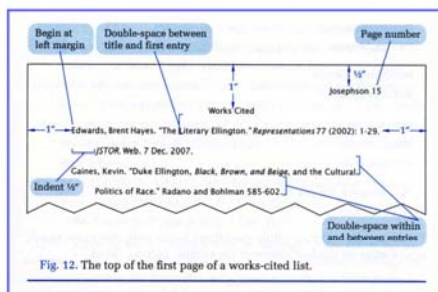 Begin at
left margin
Double-space between
title and first entry
Page number
1"
½"
Josephson 15
Works Cited
1"
Edwards, Brent Hayes. "The Literary Ellington." Representations 77 (2002): 1-29.
1"
JSTOR. Web. 7 Dec. 2007.
Gaines, Kevin. "Duke Ellington, Black, Brown, and Beige, and the Cultural
Indent ½"
Politics of Race." Radano and Bohlman 585-602.
Double-space within
and between entries
Fig. 12. The top of the first page of a works-cited list.